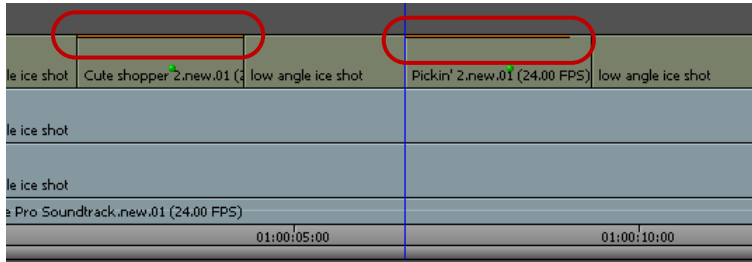 le ice shot Cute shopper 2.new.01 (2 low angle ice shot Pickin' 2.new.01 (24.00 FPS) low angle ice shot
le ice shot
le ice shot
e Pro Soundtrack.new.01 (24.00 FPS)
01:00:05:00 01:00:10:00